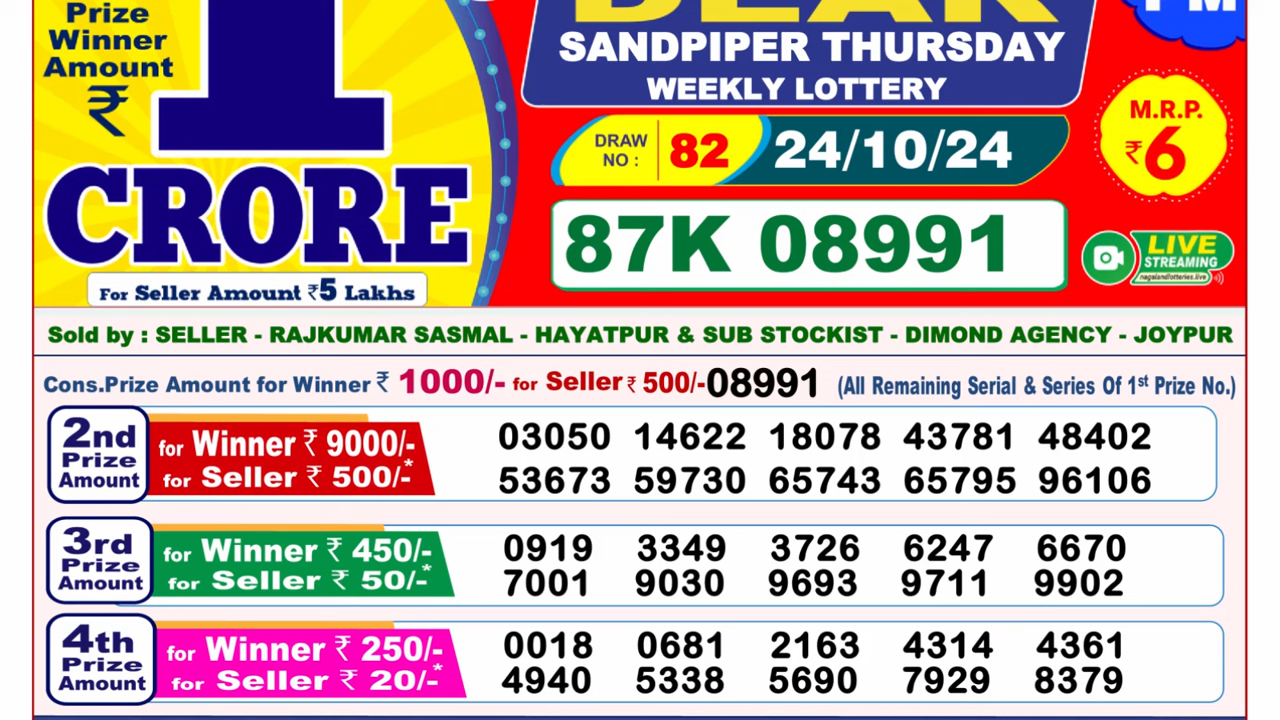 Prize
Winner
Amount
₹
1
CRORE
For Seller Amount ₹5 Lakhs
DEAR
SANDPIPER THURSDAY
WEEKLY LOTTERY
PM
DRAW
NO :
82
24/10/24
M.R.P.
₹6
87K 08991
LIVE
STREAMING
nagalandlotteries.live
Sold by : SELLER - RAJKUMAR SASMAL - HAYATPUR & SUB STOCKIST - DIMOND AGENCY - JOYPUR
Cons.Prize Amount for Winner ₹ 1000/- for Seller ₹ 500/- 08991 (All Remaining Serial & Series Of 1st Prize No.)
2nd
Prize
Amount
for Winner ₹ 9000/-
for Seller ₹ 500/-*
03050 14622 18078 43781 48402
53673 59730 65743 65795 96106
3rd
Prize
Amount
for Winner ₹ 450/-
for Seller ₹ 50/-*
0919 3349 3726 6247 6670
7001 9030 9693 9711 9902
4th
Prize
Amount
for Winner ₹ 250/-
for Seller ₹ 20/-*
0018 0681 2163 4314 4361
4940 5338 5690 7929 8379